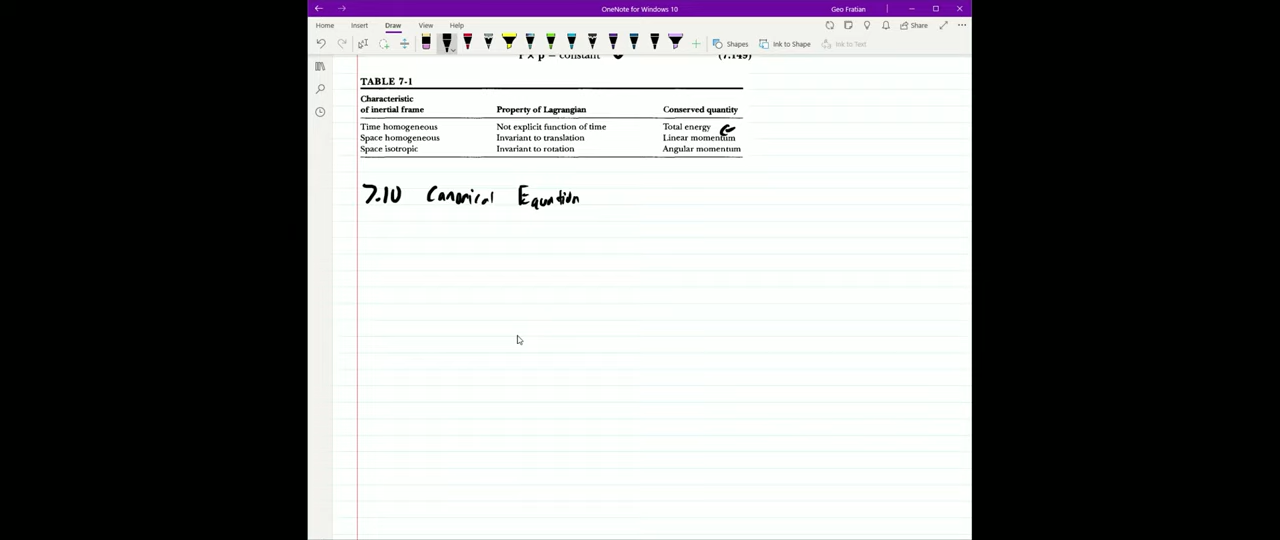 OneNote for Windows 10
Geo Fratian
Home Insert Draw View Help
Share
Shapes Ink to Shape Ink to Text
r × p = constant (7.149)
TABLE 7-1
Characteristic
of inertial frame Property of Lagrangian Conserved quantity
Time homogeneous Not explicit function of time Total energy
Space homogeneous Invariant to translation Linear momentum
Space isotropic Invariant to rotation Angular momentum
7.10 Canonical Equation